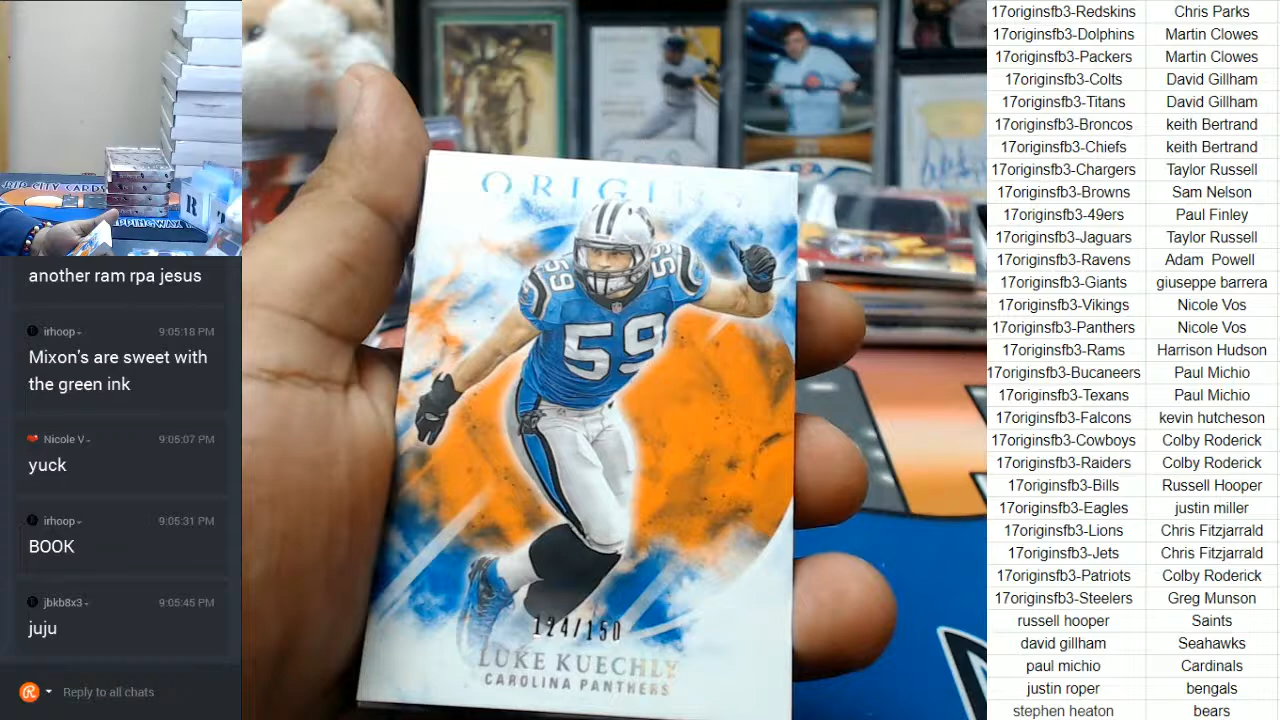 RIP CITY CARDS
RIPPINGWAX
R
another ram rpa jesus
irhoop
9:05:18 PM
Mixon's are sweet with
the green ink
Nicole V
9:05:07 PM
yuck
irhoop
9:05:31 PM
BOOK
jbkb8x3
9:05:45 PM
juju
Reply to all chats
ORIGINS
59
59
59
124/150
LUKE KUECHLY
CAROLINA PANTHERS
17originsfb3-Redskins Chris Parks
17originsfb3-Dolphins Martin Clowes
17originsfb3-Packers Martin Clowes
17originsfb3-Colts David Gillham
17originsfb3-Titans David Gillham
17originsfb3-Broncos keith Bertrand
17originsfb3-Chiefs keith Bertrand
17originsfb3-Chargers Taylor Russell
17originsfb3-Browns Sam Nelson
17originsfb3-49ers Paul Finley
17originsfb3-Jaguars Taylor Russell
17originsfb3-Ravens Adam Powell
17originsfb3-Giants giuseppe barrera
17originsfb3-Vikings Nicole Vos
17originsfb3-Panthers Nicole Vos
17originsfb3-Rams Harrison Hudson
17originsfb3-Bucaneers Paul Michio
17originsfb3-Texans Paul Michio
17originsfb3-Falcons kevin hutcheson
17originsfb3-Cowboys Colby Roderick
17originsfb3-Raiders Colby Roderick
17originsfb3-Bills Russell Hooper
17originsfb3-Eagles justin miller
17originsfb3-Lions Chris Fitzjarrald
17originsfb3-Jets Chris Fitzjarrald
17originsfb3-Patriots Colby Roderick
17originsfb3-Steelers Greg Munson
russell hooper Saints
david gillham Seahawks
paul michio Cardinals
justin roper bengals
stephen heaton bears